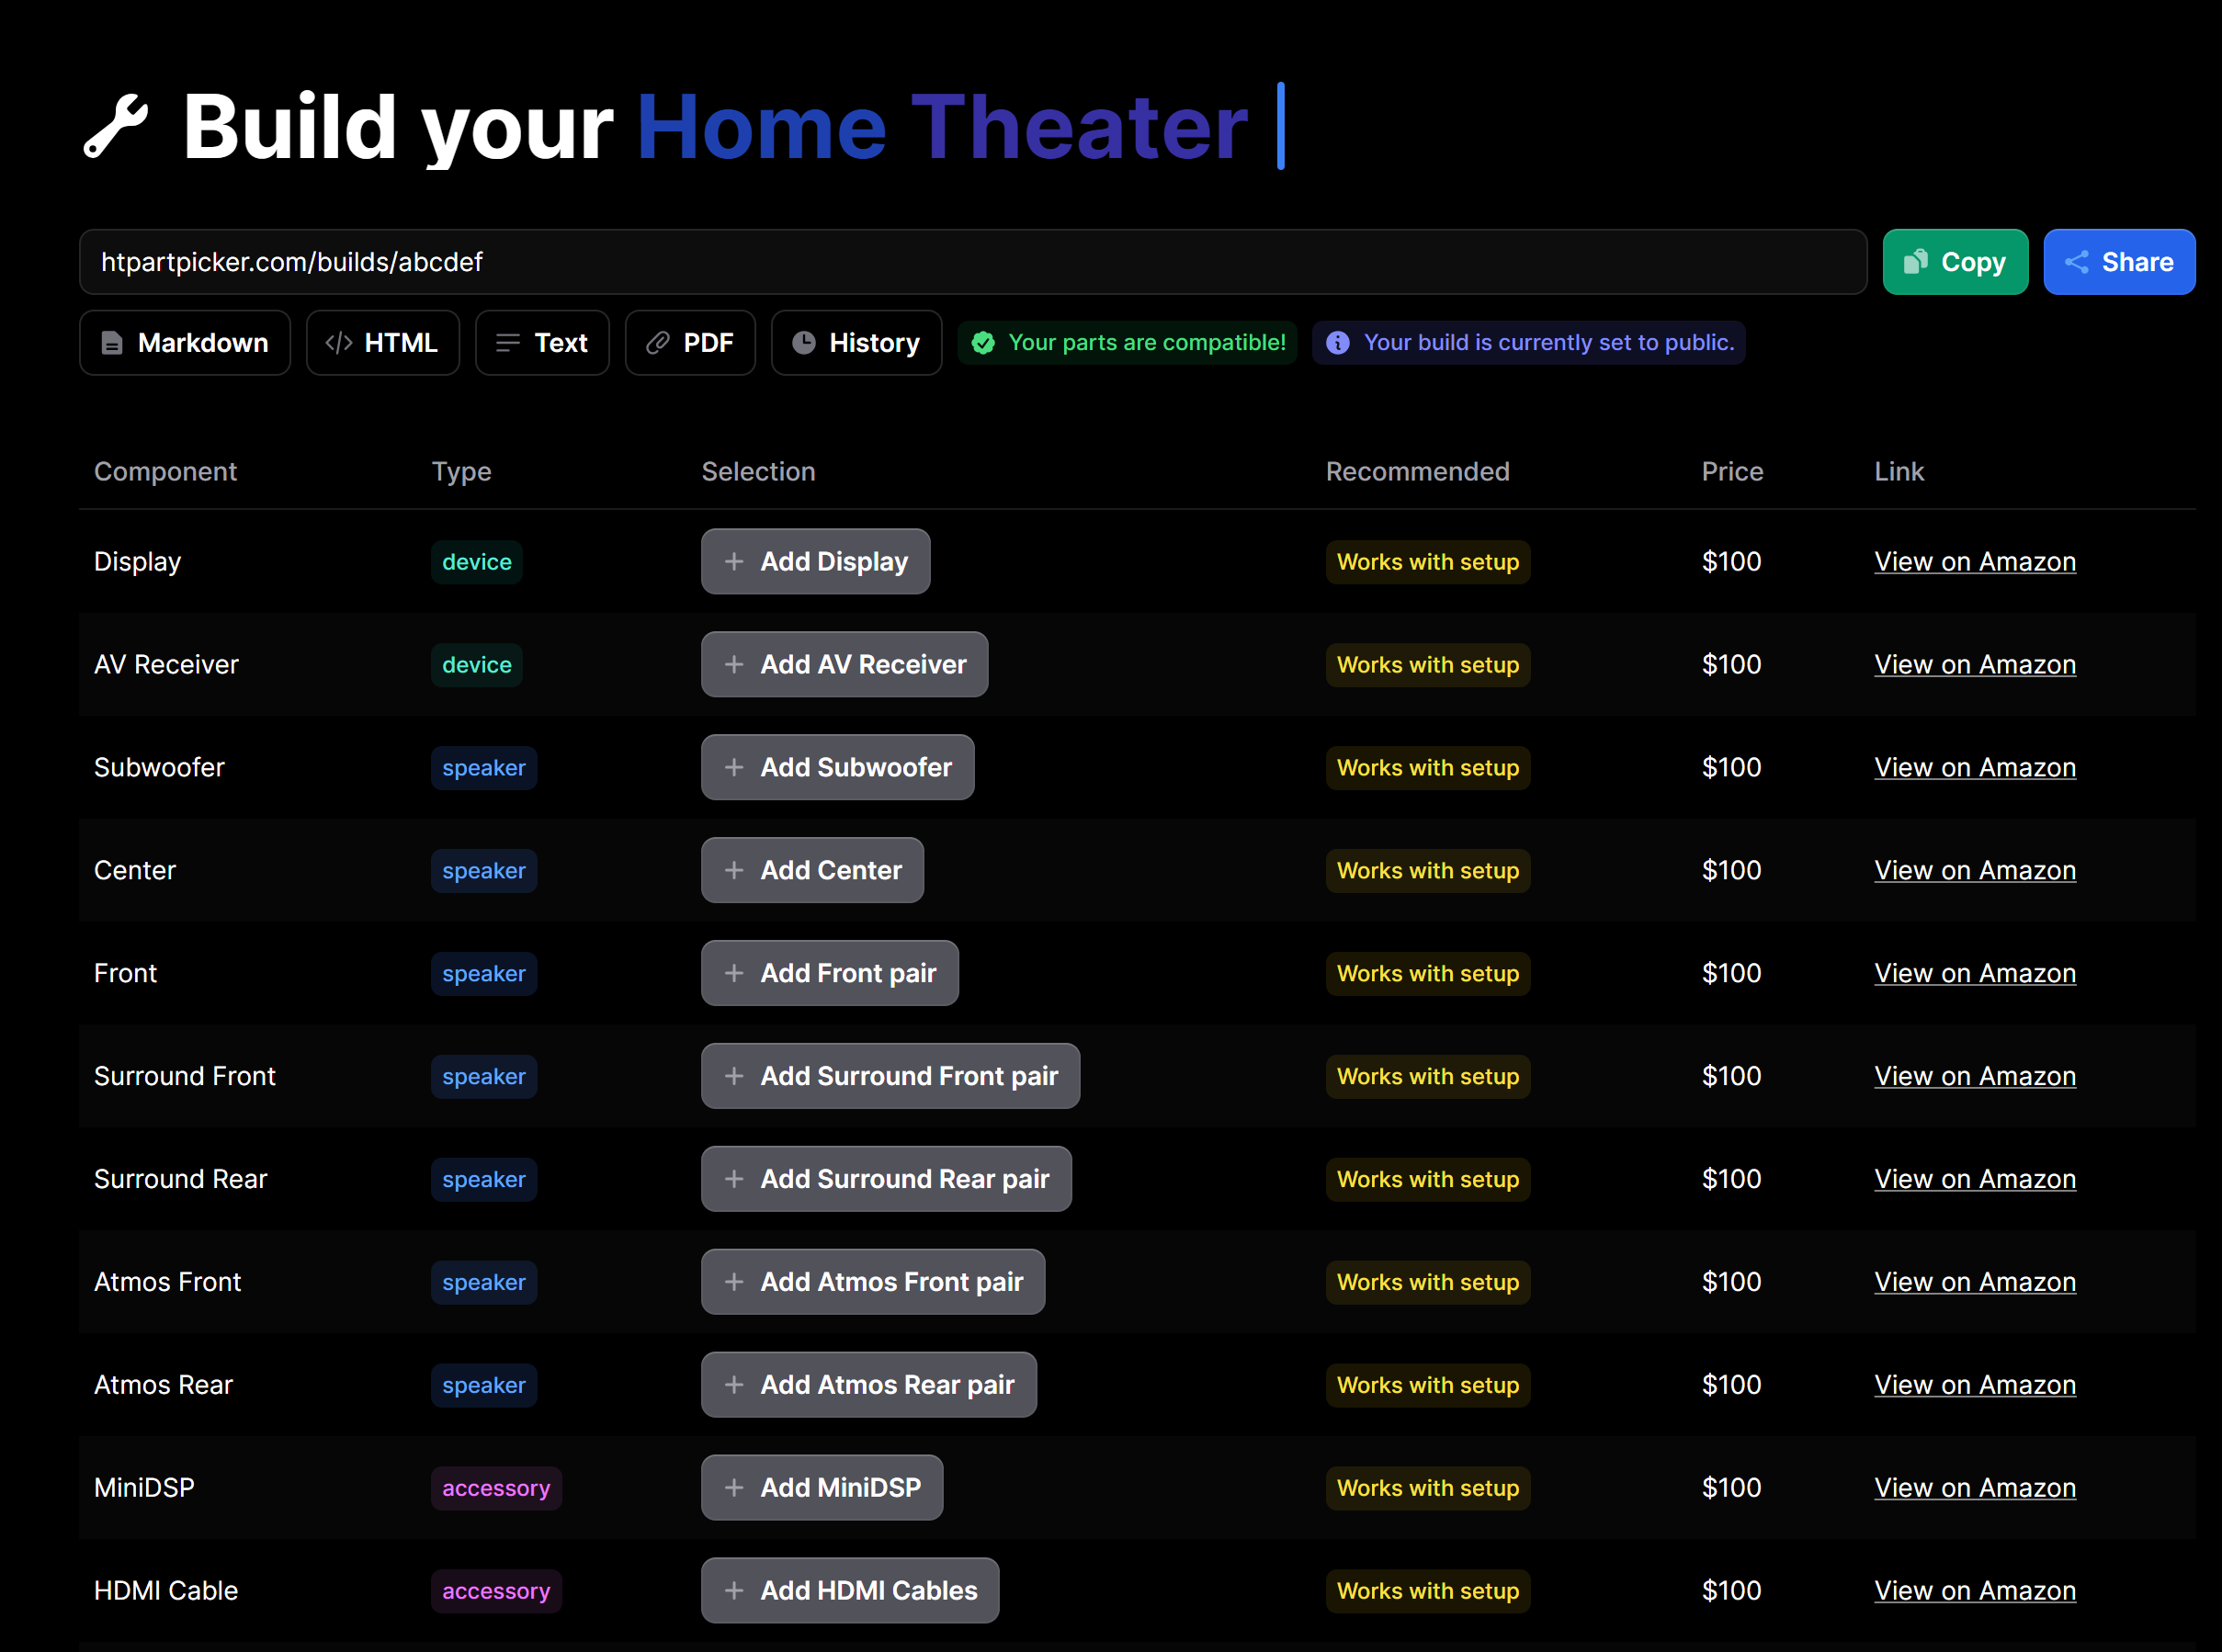 Build your Home Theater
htpartpicker.com/builds/abcdef Copy Share
Markdown HTML Text PDF History Your parts are compatible! Your build is currently set to public.
Component Type Selection Recommended Price Link
Display device + Add Display Works with setup $100 View on Amazon
AV Receiver device + Add AV Receiver Works with setup $100 View on Amazon
Subwoofer speaker + Add Subwoofer Works with setup $100 View on Amazon
Center speaker + Add Center Works with setup $100 View on Amazon
Front speaker + Add Front pair Works with setup $100 View on Amazon
Surround Front speaker + Add Surround Front pair Works with setup $100 View on Amazon
Surround Rear speaker + Add Surround Rear pair Works with setup $100 View on Amazon
Atmos Front speaker + Add Atmos Front pair Works with setup $100 View on Amazon
Atmos Rear speaker + Add Atmos Rear pair Works with setup $100 View on Amazon
MiniDSP accessory + Add MiniDSP Works with setup $100 View on Amazon
HDMI Cable accessory + Add HDMI Cables Works with setup $100 View on Amazon